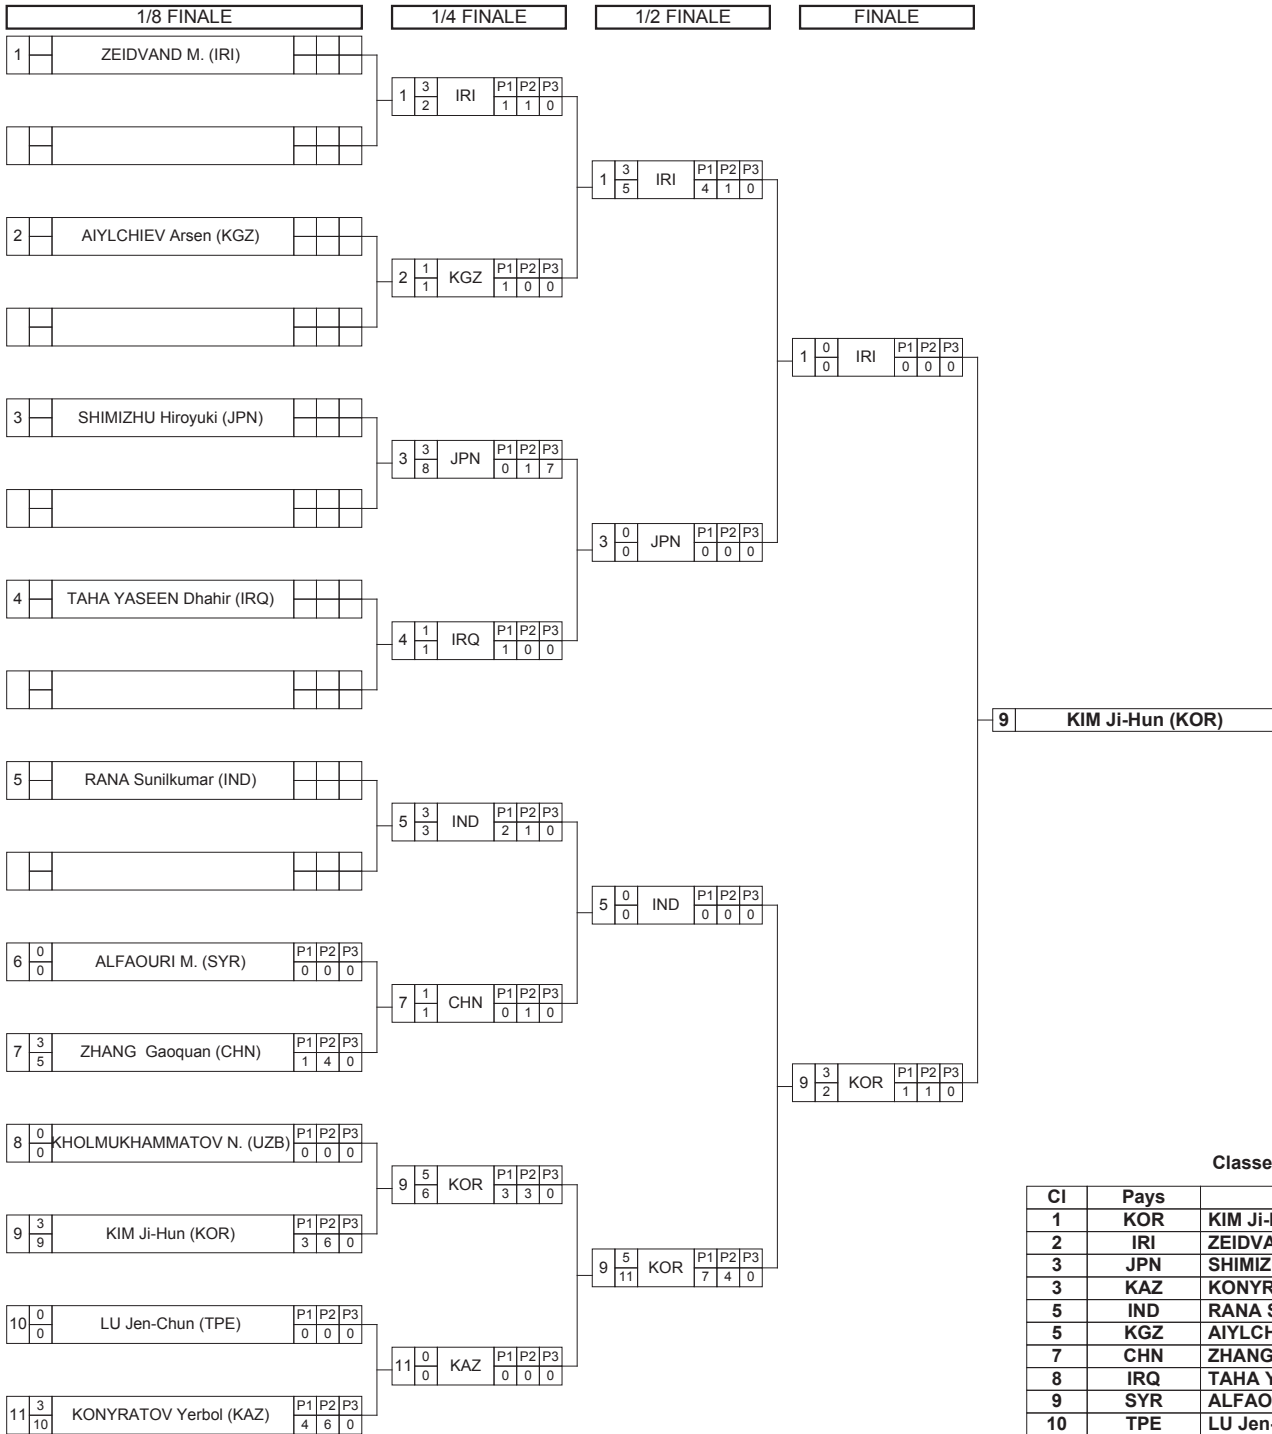 1/8 FINALE 1/4 FINALE 1/2 FINALE FINALE
1 ZEIDVAND M. (IRI)
1 3 IRI P1 P2 P3
2 1 1 0
1 3 IRI P1 P2 P3
5 4 1 0
2 AIYLCHIEV Arsen (KGZ)
2 1 KGZ P1 P2 P3
1 1 0 0
1 0 IRI P1 P2 P3
0 0 0 0
3 SHIMIZHU Hiroyuki (JPN)
3 3 JPN P1 P2 P3
8 0 1 7
3 0 JPN P1 P2 P3
0 0 0 0
4 TAHA YASEEN Dhahir (IRQ)
4 1 IRQ P1 P2 P3
1 1 0 0
9 KIM Ji-Hun (KOR)
5 RANA Sunilkumar (IND)
5 3 IND P1 P2 P3
3 2 1 0
5 0 IND P1 P2 P3
0 0 0 0
6 0 ALFAOURI M. (SYR) P1 P2 P3
0 0 0 0
7 1 CHN P1 P2 P3
1 0 1 0
7 3 ZHANG Gaoquan (CHN) P1 P2 P3
5 1 4 0
9 3 KOR P1 P2 P3
2 1 1 0
8 0 KHOLMUKHAMMATOV N. (UZB) P1 P2 P3
0 0 0 0
9 5 KOR P1 P2 P3
6 3 3 0
9 3 KIM Ji-Hun (KOR) P1 P2 P3
9 3 6 0
9 5 KOR P1 P2 P3
11 7 4 0
10 0 LU Jen-Chun (TPE) P1 P2 P3
0 0 0 0
11 0 KAZ P1 P2 P3
0 0 0 0
11 3 KONYRATOV Yerbol (KAZ) P1 P2 P3
10 4 6 0
Classe
Cl Pays
1 KOR KIM Ji-
2 IRI ZEIDVA
3 JPN SHIMIZ
3 KAZ KONYR
5 IND RANA S
5 KGZ AIYLCH
7 CHN ZHANG
8 IRQ TAHA Y
9 SYR ALFAO
10 TPE LU Jen-